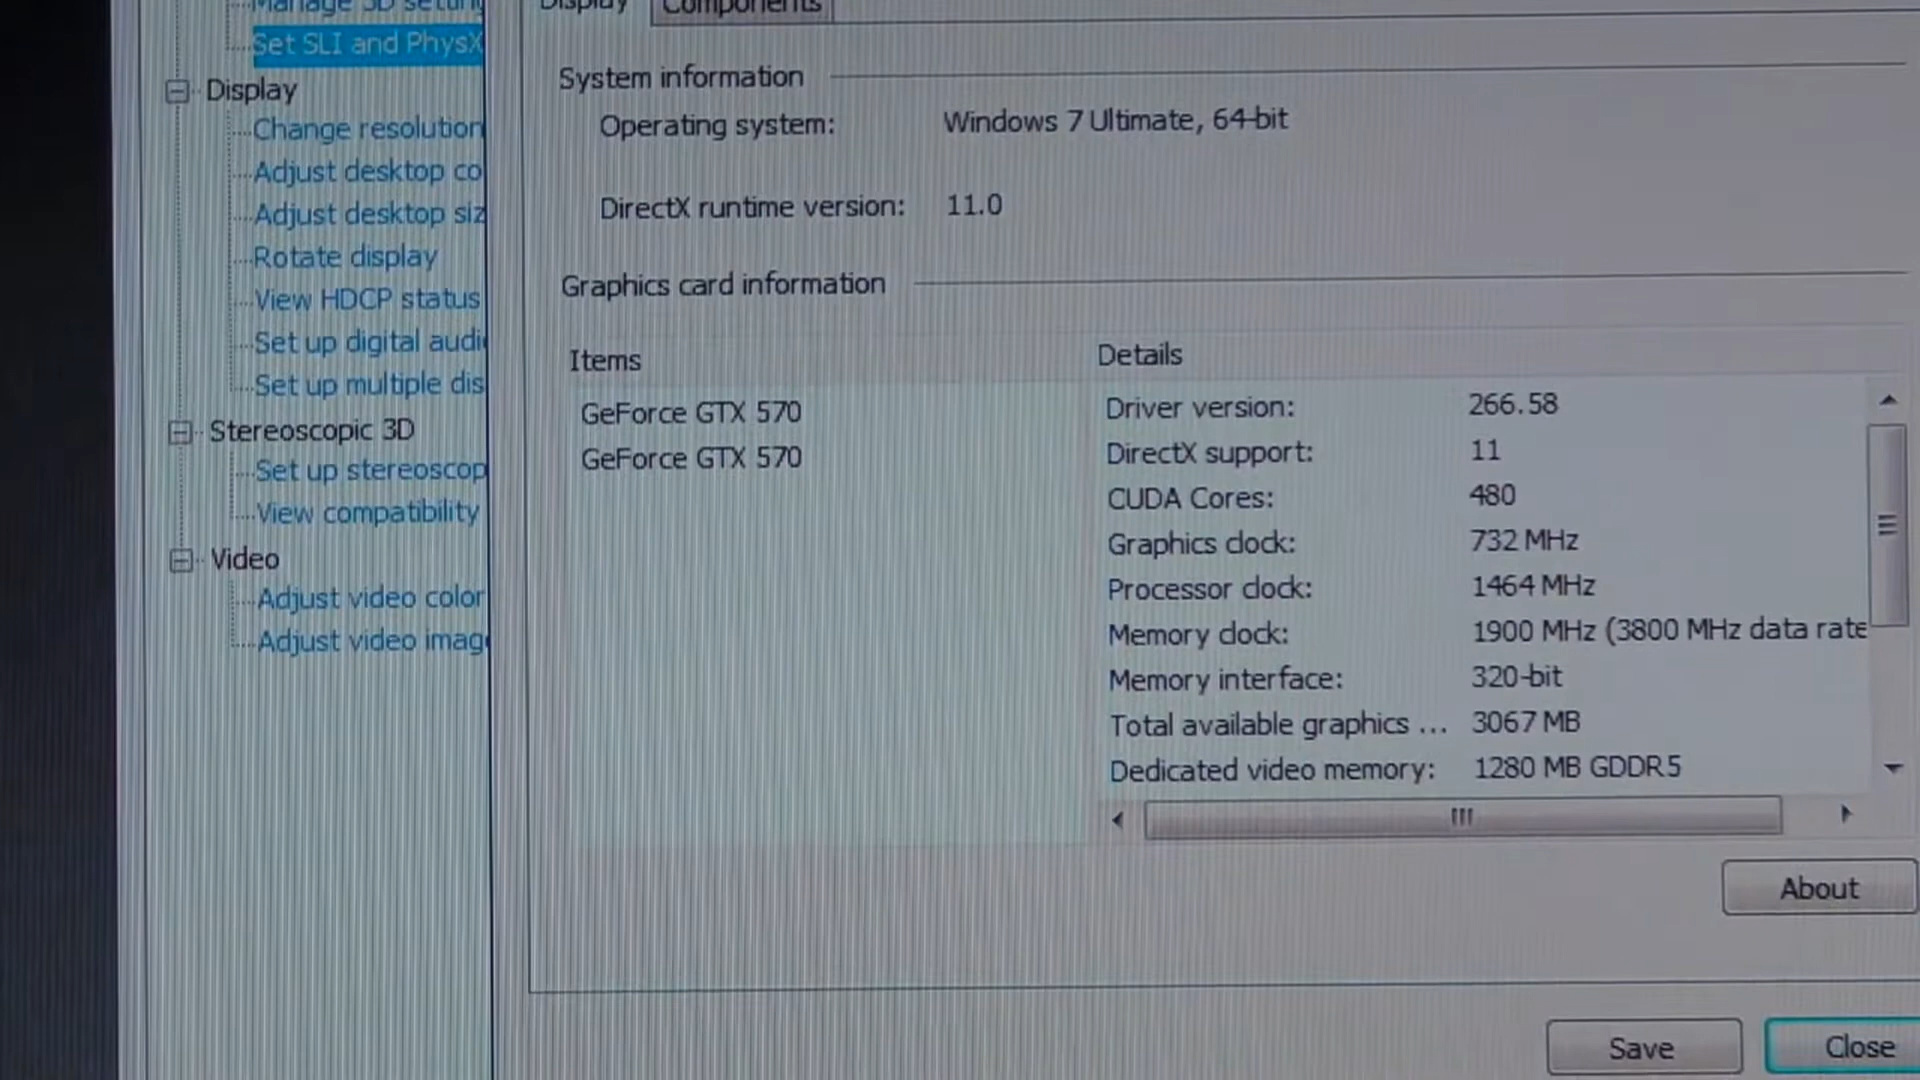 Manage 3D settin
Set SLI and PhysX
Display
Change resolution
Adjust desktop co
Adjust desktop siz
Rotate display
View HDCP status
Set up digital audi
Set up multiple dis
Stereoscopic 3D
Set up stereoscop
View compatibility
Video
Adjust video color
Adjust video image
Display
Components
System information
Operating system: Windows 7 Ultimate, 64-bit
DirectX runtime version: 11.0
Graphics card information
Items
GeForce GTX 570
GeForce GTX 570
Details
Driver version: 266.58
DirectX support: 11
CUDA Cores: 480
Graphics clock: 732 MHz
Processor clock: 1464 MHz
Memory clock: 1900 MHz (3800 MHz data rate
Memory interface: 320-bit
Total available graphics ... 3067 MB
Dedicated video memory: 1280 MB GDDR5
About
Save
Close